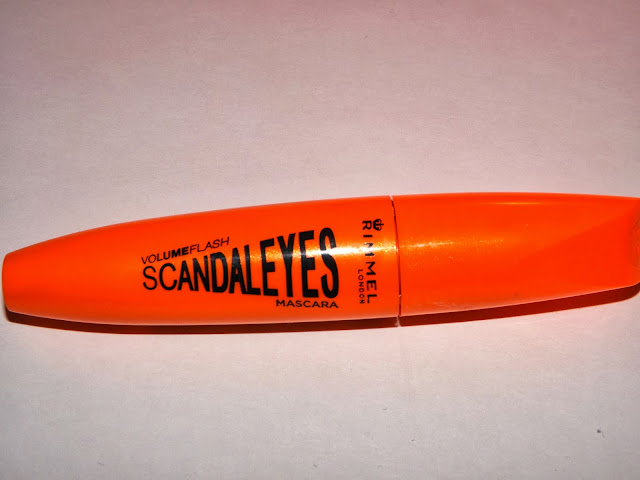 VOLUMEFLASH
SCANDALEYES
MASCARA
RIMMEL
LONDON